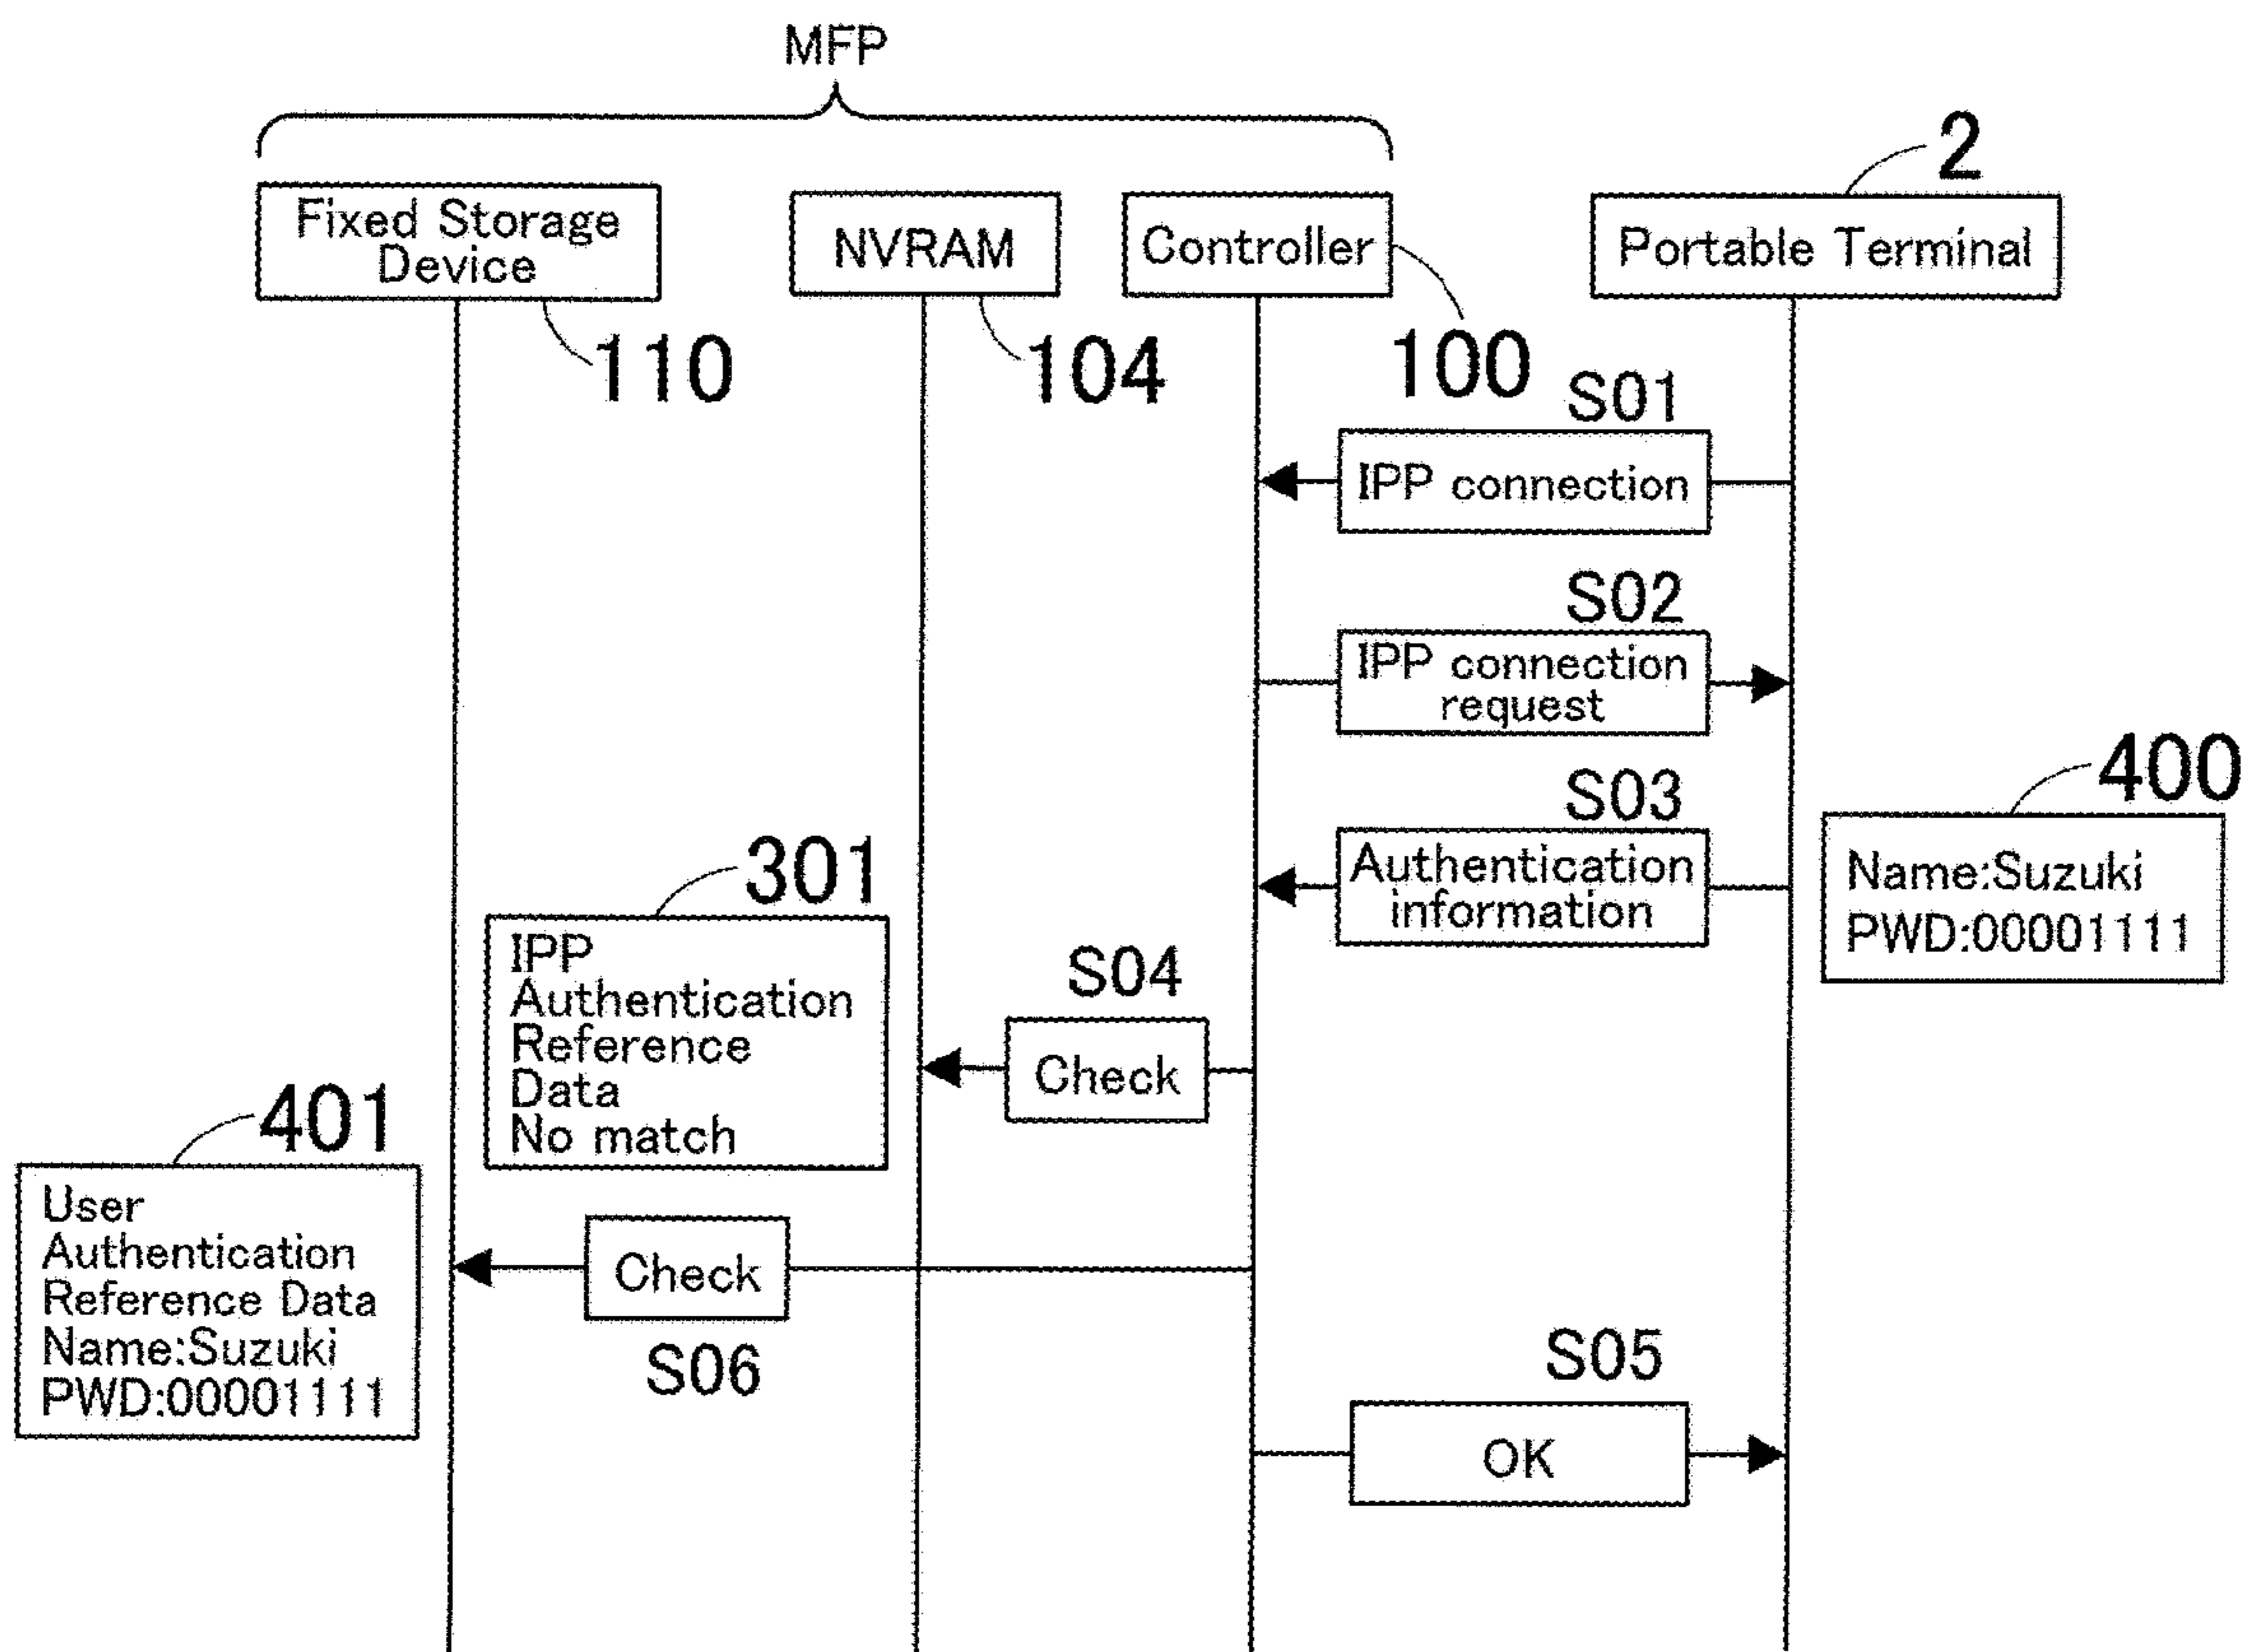 MFP
2
Fixed Storage
Device
NVRAM
Controller
Portable Terminal
110
104
100
S01
IPP connection
S02
IPP connection
request
400
S03
Authentication
information
Name:Suzuki
PWD:00001111
301
IPP
Authentication
Reference
Data
No match
S04
Check
401
User
Authentication
Reference Data
Name:Suzuki
PWD:00001111
Check
S06
S05
OK